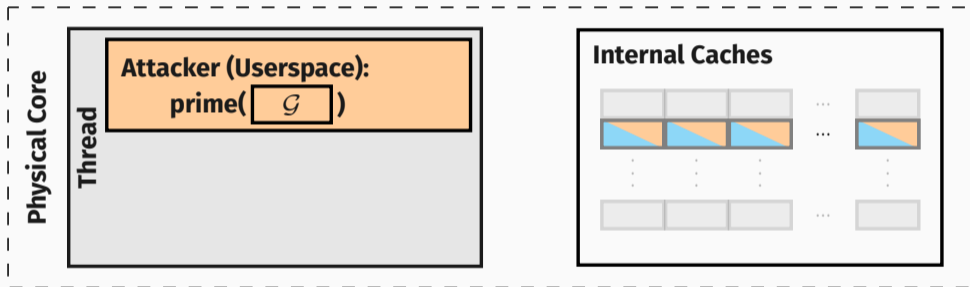 Physical Core
Thread
Attacker (Userspace):
prime( 𝒢 )
Internal Caches
...
...
...